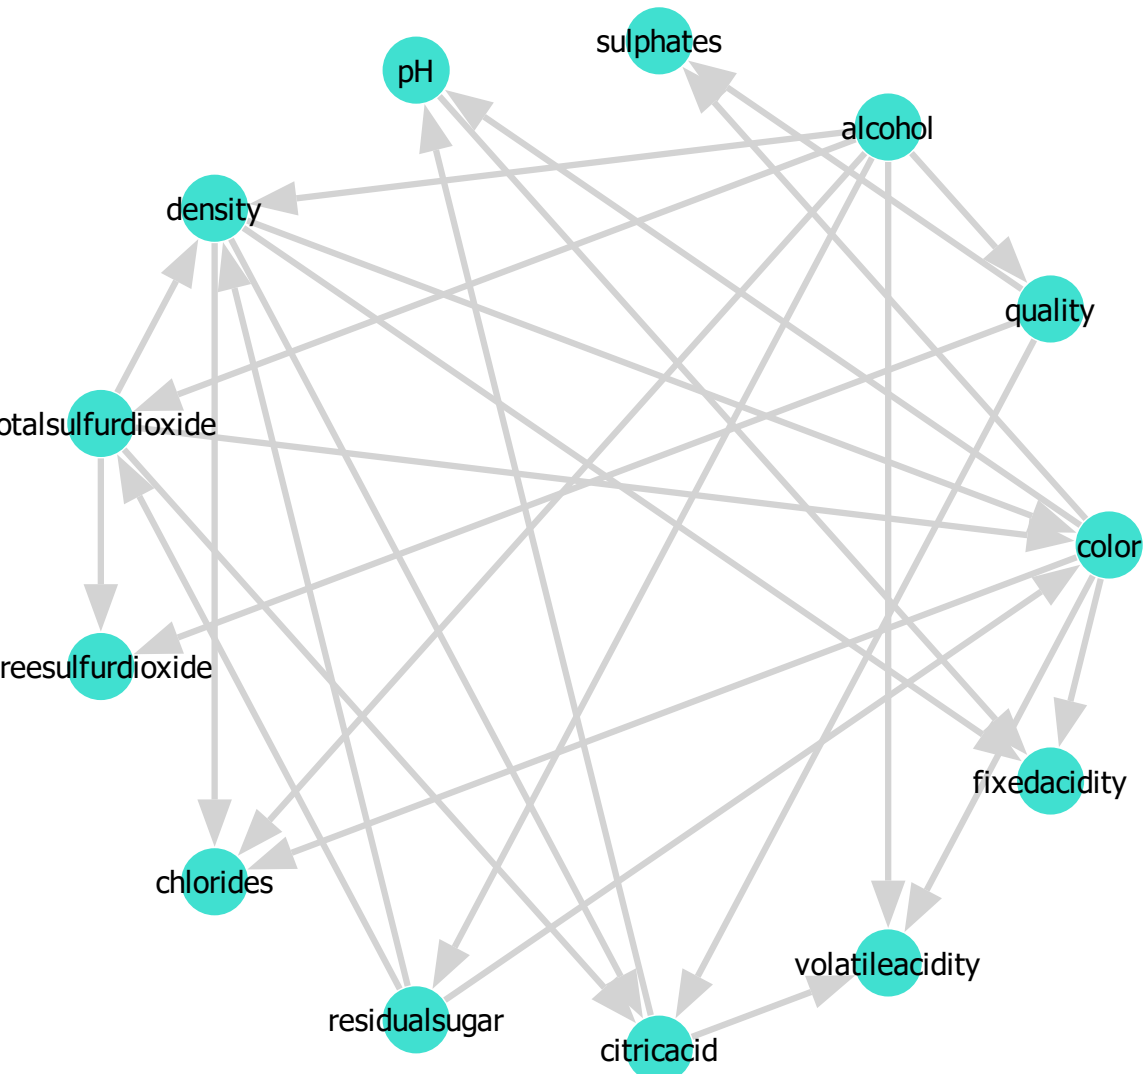 sulphates
pH
alcohol
density
quality
otalsulfurdioxide
color
reesulfurdioxide
fixedacidity
chlorides
volatileacidity
residualsugar
citricacid